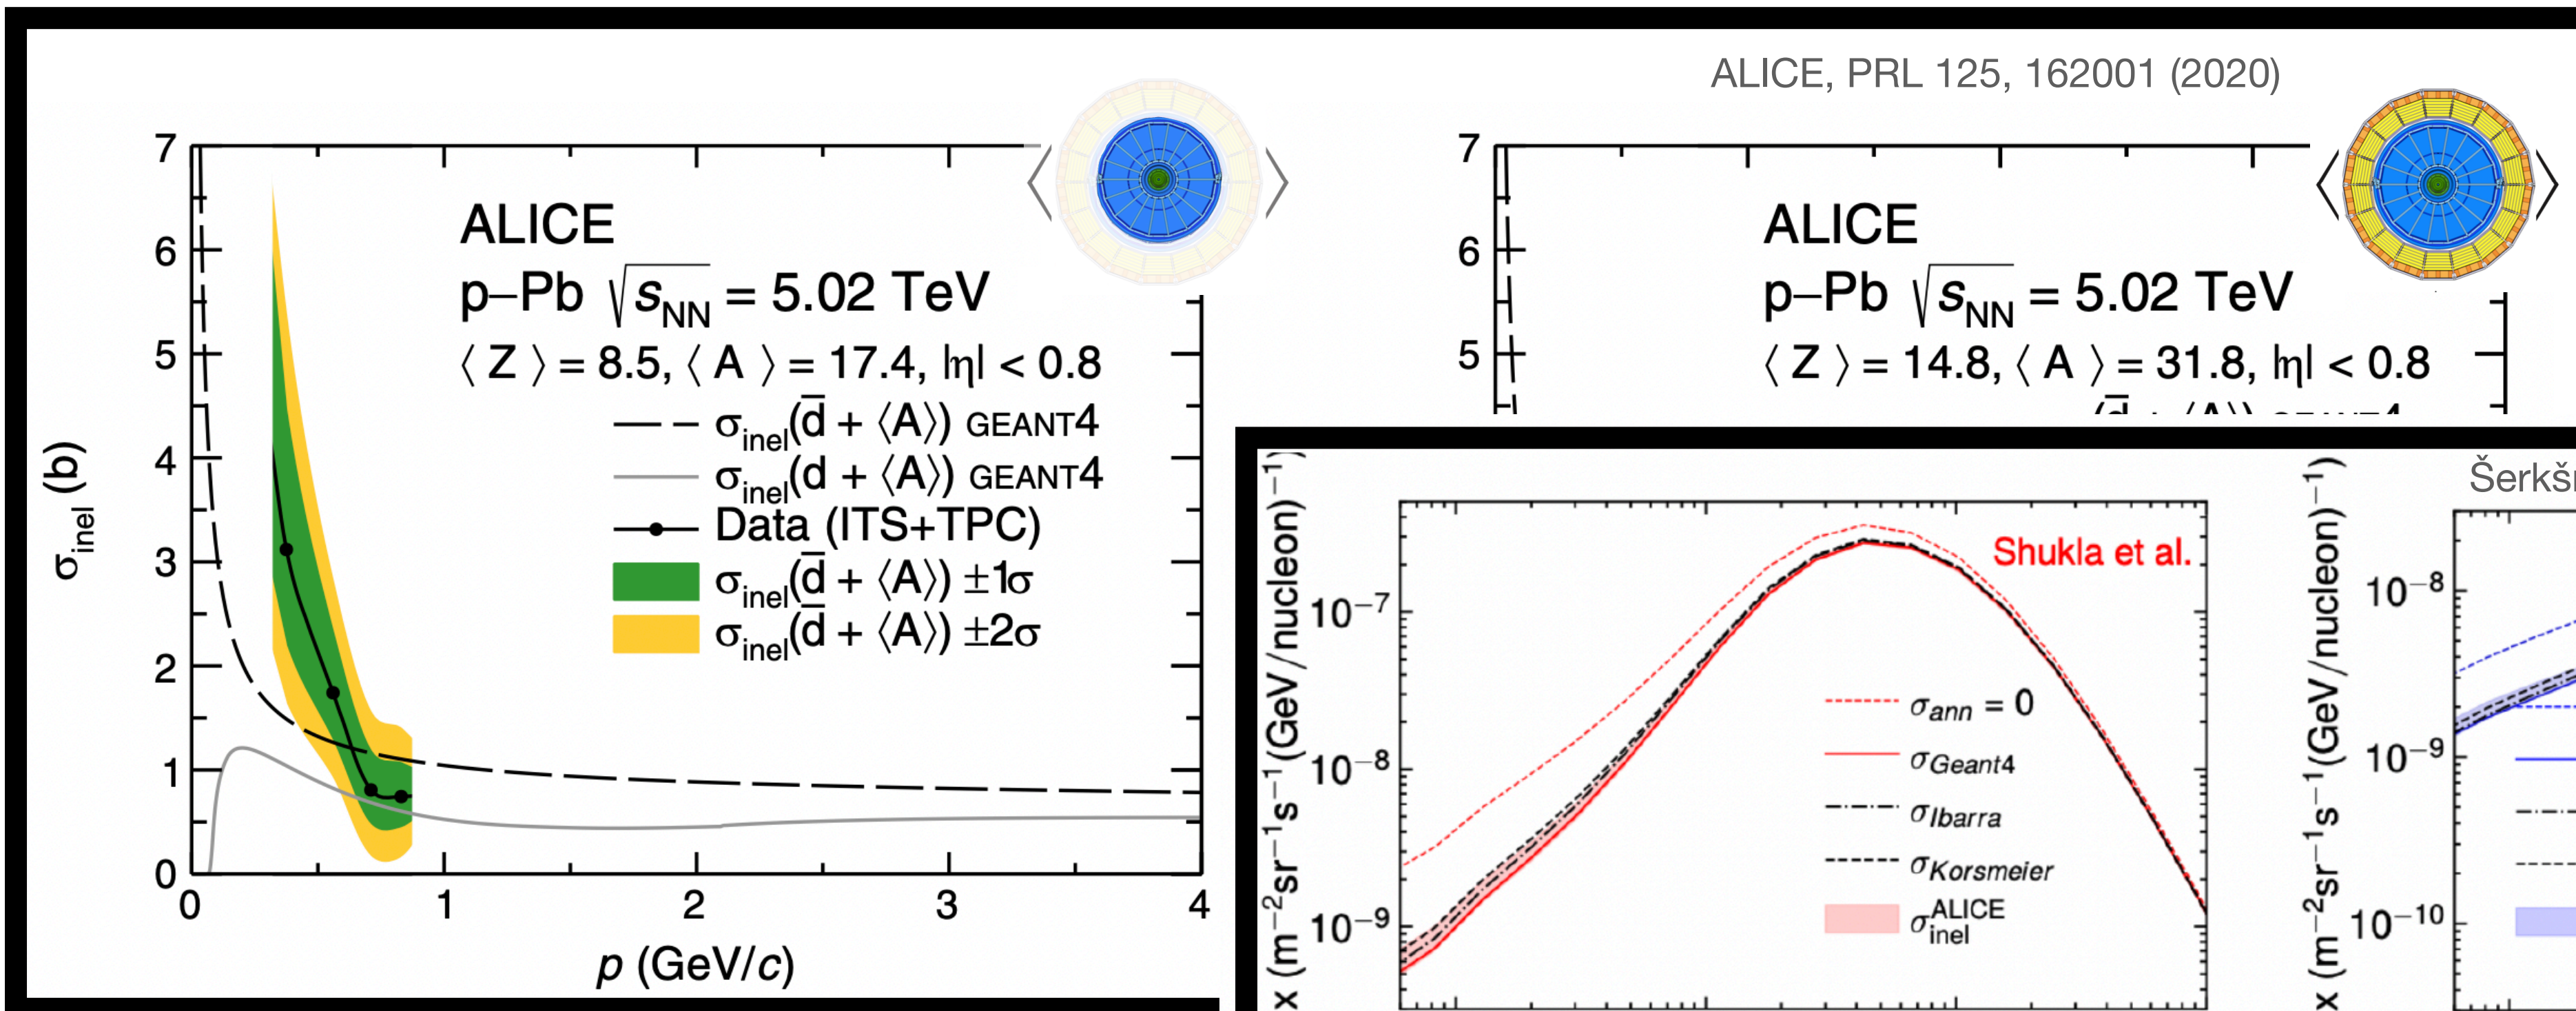 ALICE, PRL 125, 162001 (2020)
7
6
5
4
3
2
1
0
σinel (b)
ALICE
p–Pb √sNN = 5.02 TeV
⟨ Z ⟩ = 8.5, ⟨ A ⟩ = 17.4, |η| < 0.8
σinel(d̅ + ⟨A⟩) GEANT4
σinel(d + ⟨A⟩) GEANT4
Data (ITS+TPC)
σinel(d̅ + ⟨A⟩) ±1σ
σinel(d̅ + ⟨A⟩) ±2σ
0 1 2 3 4
p (GeV/c)
7
6
5
ALICE
p–Pb √sNN = 5.02 TeV
⟨ Z ⟩ = 14.8, ⟨ A ⟩ = 31.8, |η| < 0.8
x (m⁻²sr⁻¹s⁻¹(GeV/nucleon)⁻¹)
10⁻⁷
10⁻⁸
10⁻⁹
Shukla et al.
σann = 0
σGeant4
σIbarra
σKorsmeier
σinel^ALICE
x (m⁻²sr⁻¹s⁻¹(GeV/nucleon)⁻¹)
10⁻⁸
10⁻⁹
10⁻¹⁰